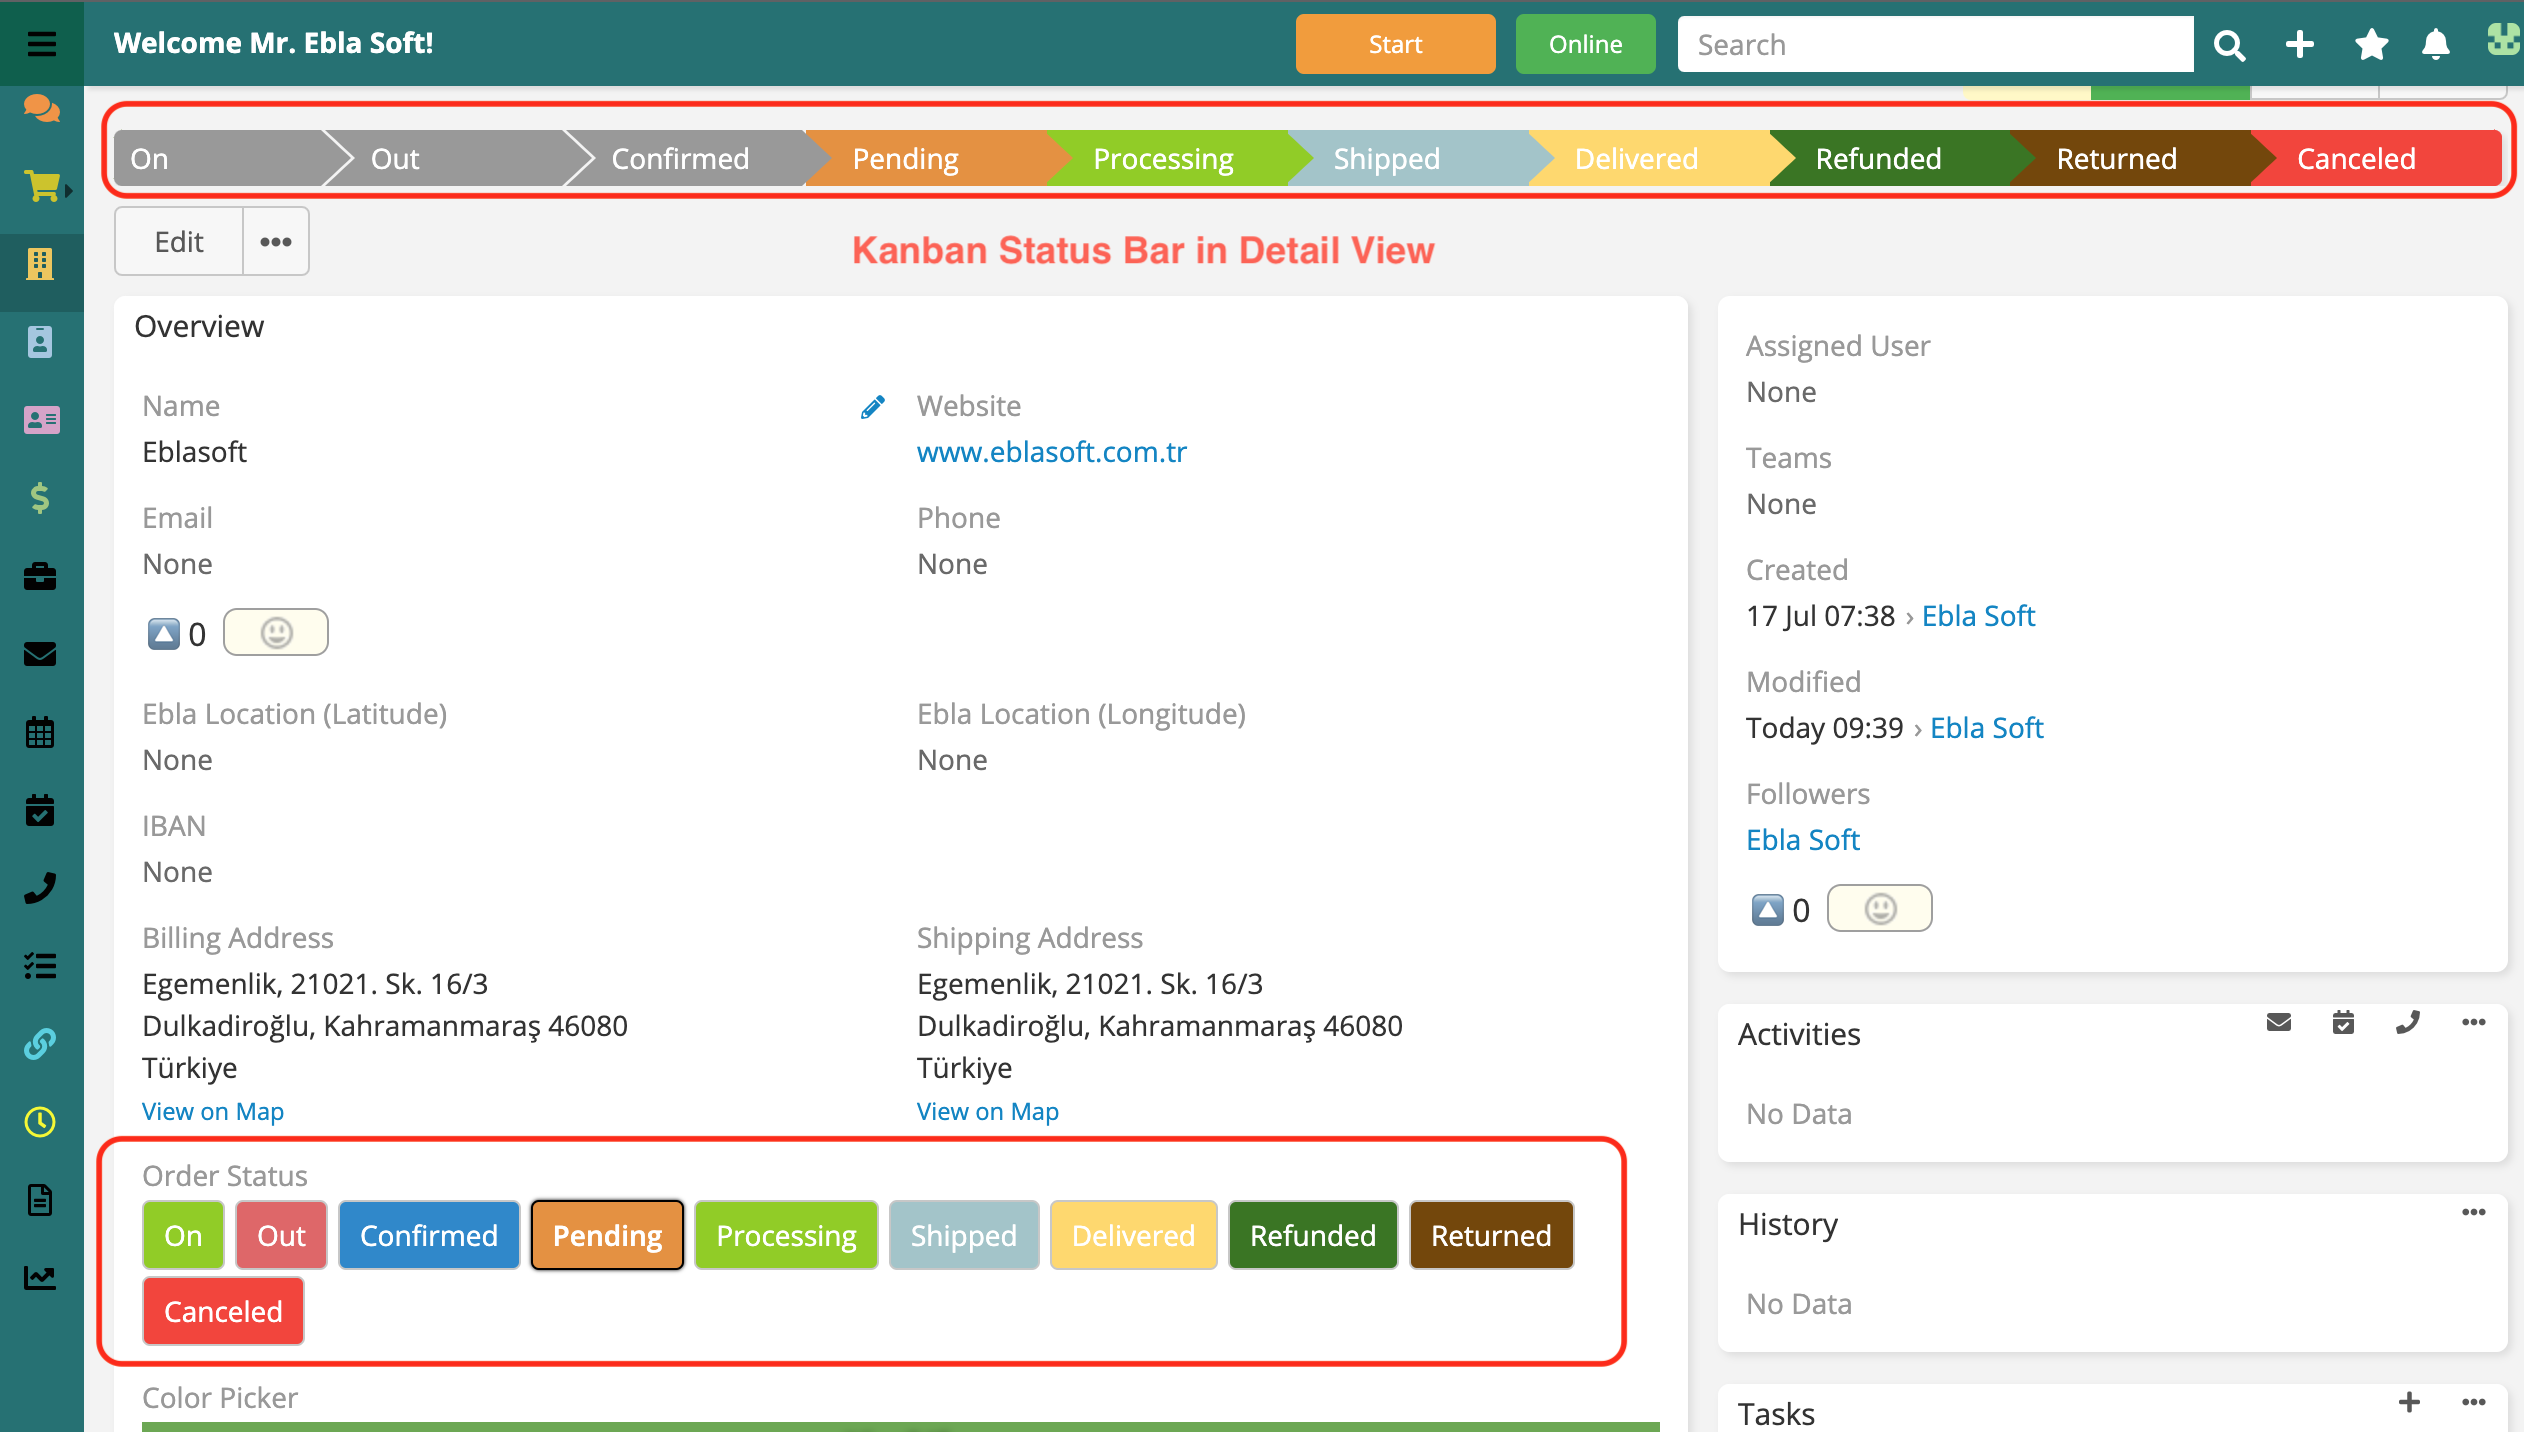 Welcome Mr. Ebla Soft!
Start
Online
Search
On
Out
Confirmed
Pending
Processing
Shipped
Delivered
Refunded
Returned
Canceled
Edit
Kanban Status Bar in Detail View
Overview
Name
Eblasoft
Website
www.eblasoft.com.tr
Email
None
Phone
None
0
Ebla Location (Latitude)
None
Ebla Location (Longitude)
None
IBAN
None
Billing Address
Egemenlik, 21021. Sk. 16/3
Dulkadiroğlu, Kahramanmaraş 46080
Türkiye
View on Map
Shipping Address
Egemenlik, 21021. Sk. 16/3
Dulkadiroğlu, Kahramanmaraş 46080
Türkiye
View on Map
Order Status
On
Out
Confirmed
Pending
Processing
Shipped
Delivered
Refunded
Returned
Canceled
Color Picker
Assigned User
None
Teams
None
Created
17 Jul 07:38 › Ebla Soft
Modified
Today 09:39 › Ebla Soft
Followers
Ebla Soft
0
Activities
No Data
History
No Data
Tasks